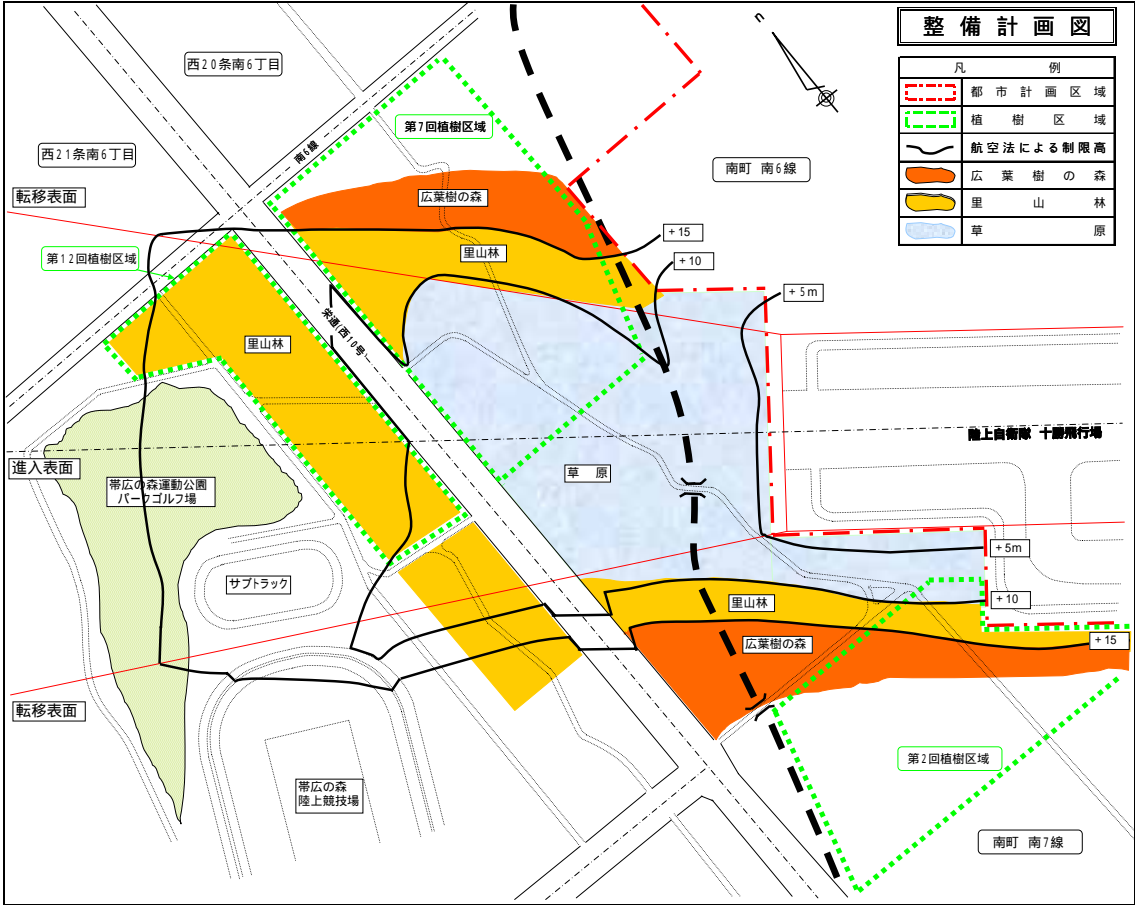 整備計画図
凡例
都市計画区域
植樹区域
航空法による制限高
広葉樹の森
里山林
草原
n
西20条南6丁目
西21条南6丁目
転移表面
第12回植樹区域
南6線
第7回植樹区域
南町 南6線
広葉樹の森
里山林
+15
+10
+5m
里山林
栄通(西10号)
陸上自衛隊 十勝飛行場
進入表面
帯広の森運動公園
パークゴルフ場
草原
サブトラック
+5m
+10
里山林
広葉樹の森
+15
転移表面
帯広の森
陸上競技場
第2回植樹区域
南町 南7線